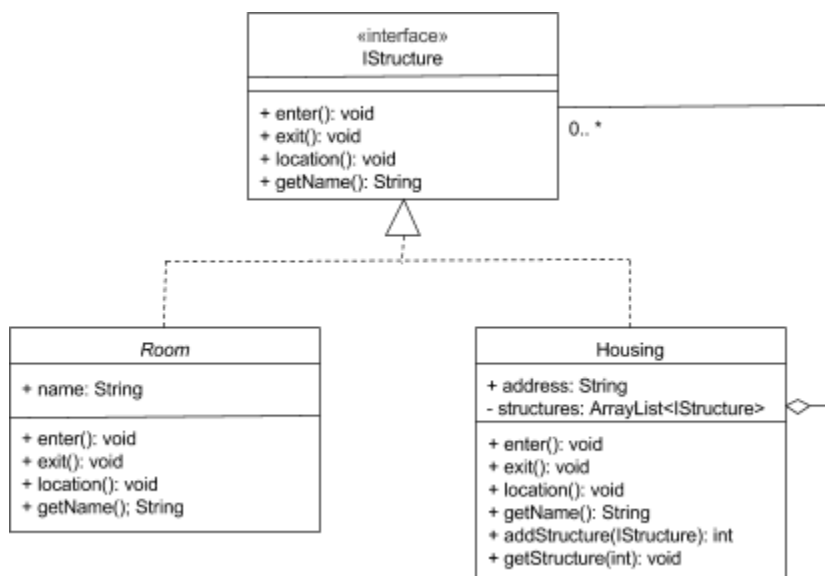 «interface»
IStructure
+ enter(): void
+ exit(): void
+ location(): void
+ getName(): String
0.. *
Room
+ name: String
+ enter(): void
+ exit(): void
+ location(): void
+ getName(); String
Housing
+ address: String
- structures: ArrayList<IStructure>
+ enter(): void
+ exit(): void
+ location(): void
+ getName(): String
+ addStructure(IStructure): int
+ getStructure(int): void